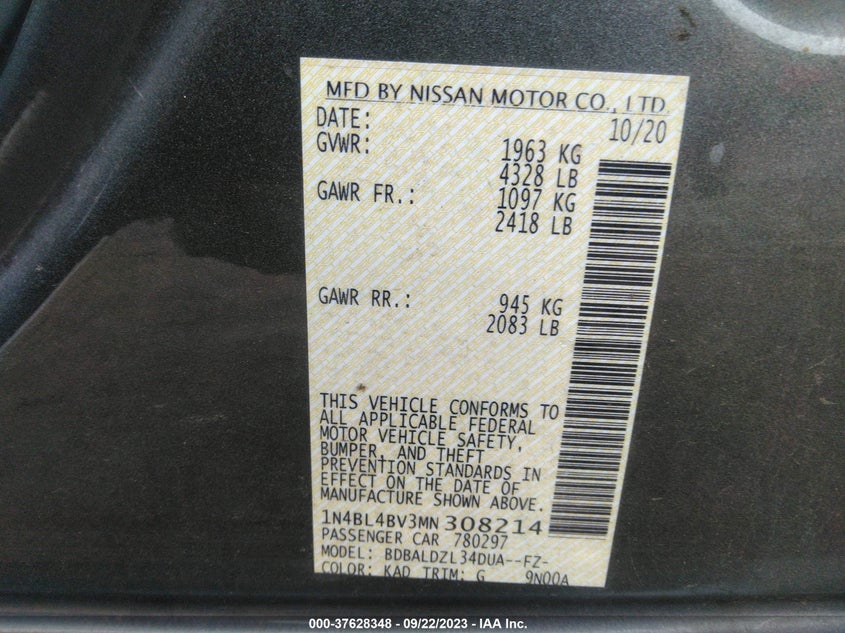 MFD BY NISSAN MOTOR CO., LTD.
DATE: 10/20
GVWR: 1963 KG
4328 LB
GAWR FR.: 1097 KG
2418 LB
GAWR RR.: 945 KG
2083 LB
THIS VEHICLE CONFORMS TO
ALL APPLICABLE FEDERAL
MOTOR VEHICLE SAFETY,
BUMPER, AND THEFT
PREVENTION STANDARDS IN
EFFECT ON THE DATE OF
MANUFACTURE SHOWN ABOVE.
1N4BL4BV3MN 308214
PASSENGER CAR 780297
MODEL: BDBALDZL34DUA--FZ-
COLOR: KAD TRIM: G 9N00A
000-37628348 - 09/22/2023 - IAA Inc.